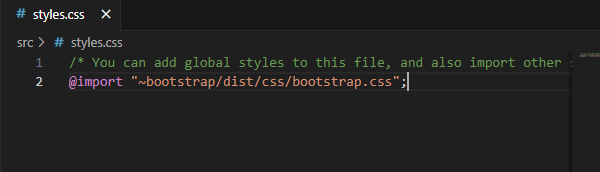 # styles.css ×
src > # styles.css
1 /* You can add global styles to this file, and also import other
2 @import "~bootstrap/dist/css/bootstrap.css";